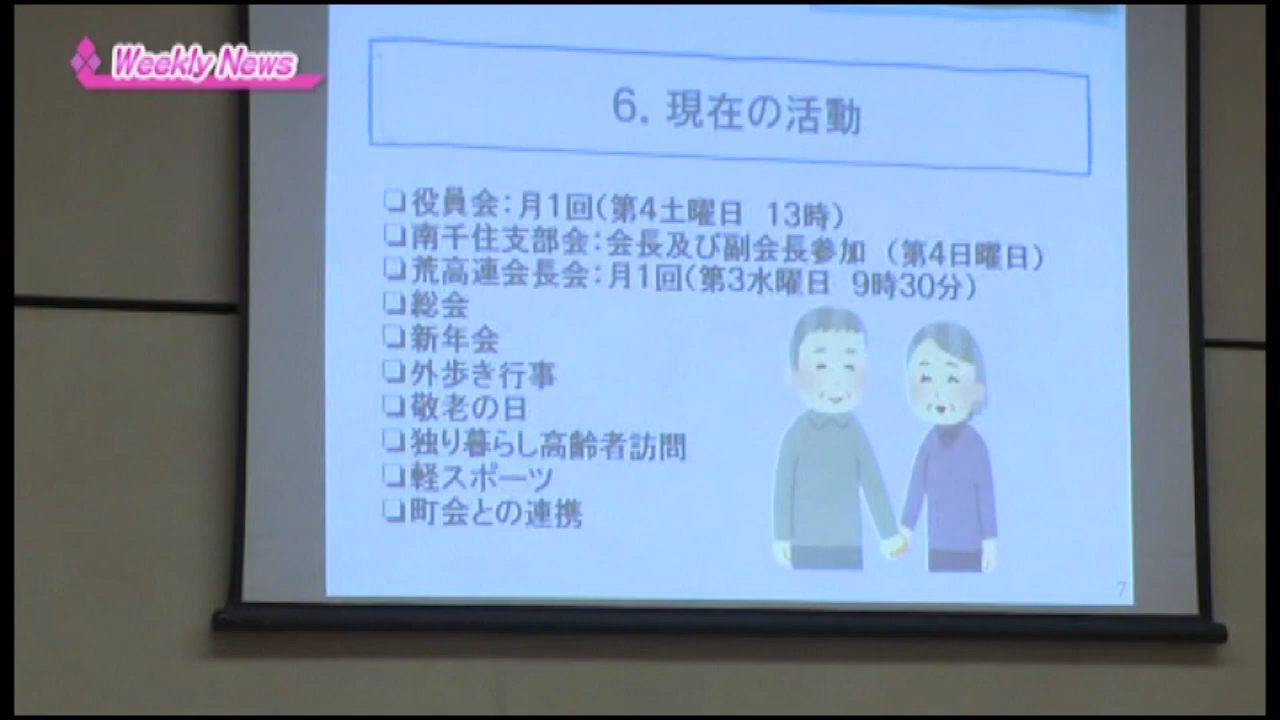 Weekly News
6. 現在の活動
❏役員会：月1回（第4土曜日　13時）
❏南千住支部会：会長及び副会長参加　（第4日曜日）
❏荒高連会長会：月1回（第3水曜日　9時30分）
❏総会
❏新年会
❏外歩き行事
❏敬老の日
❏独り暮らし高齢者訪問
❏軽スポーツ
❏町会との連携
7